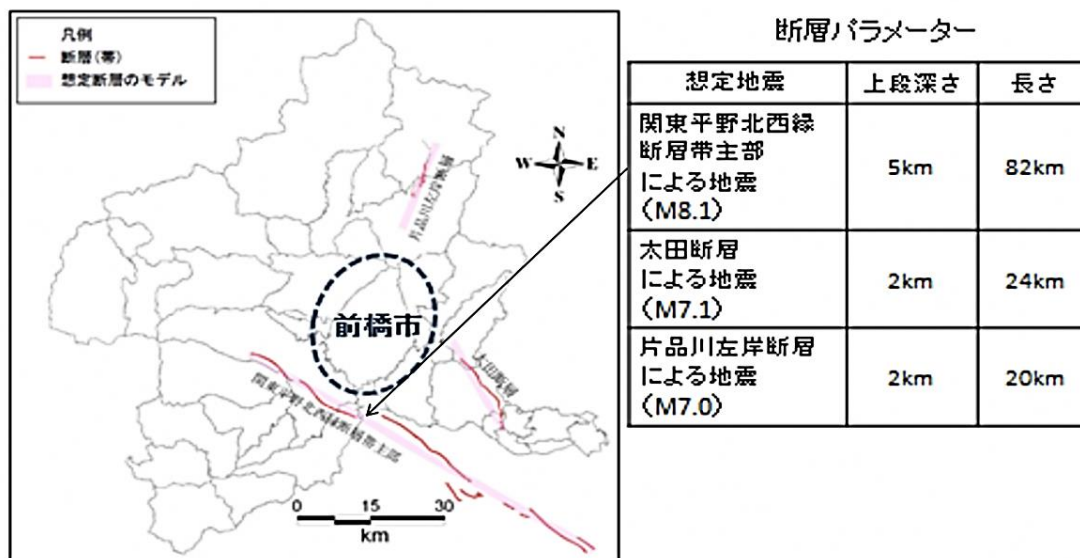 凡例
断層(帯)
想定断層のモデル
N
W E
S
片品川左岸断層
前橋市
太田断層
関東平野北西縁断層帯主部
0 15 30
km
断層パラメーター
想定地震 上段深さ 長さ
関東平野北西縁
断層帯主部
による地震
(M8.1)
5km 82km
太田断層
による地震
(M7.1)
2km 24km
片品川左岸断層
による地震
(M7.0)
2km 20km